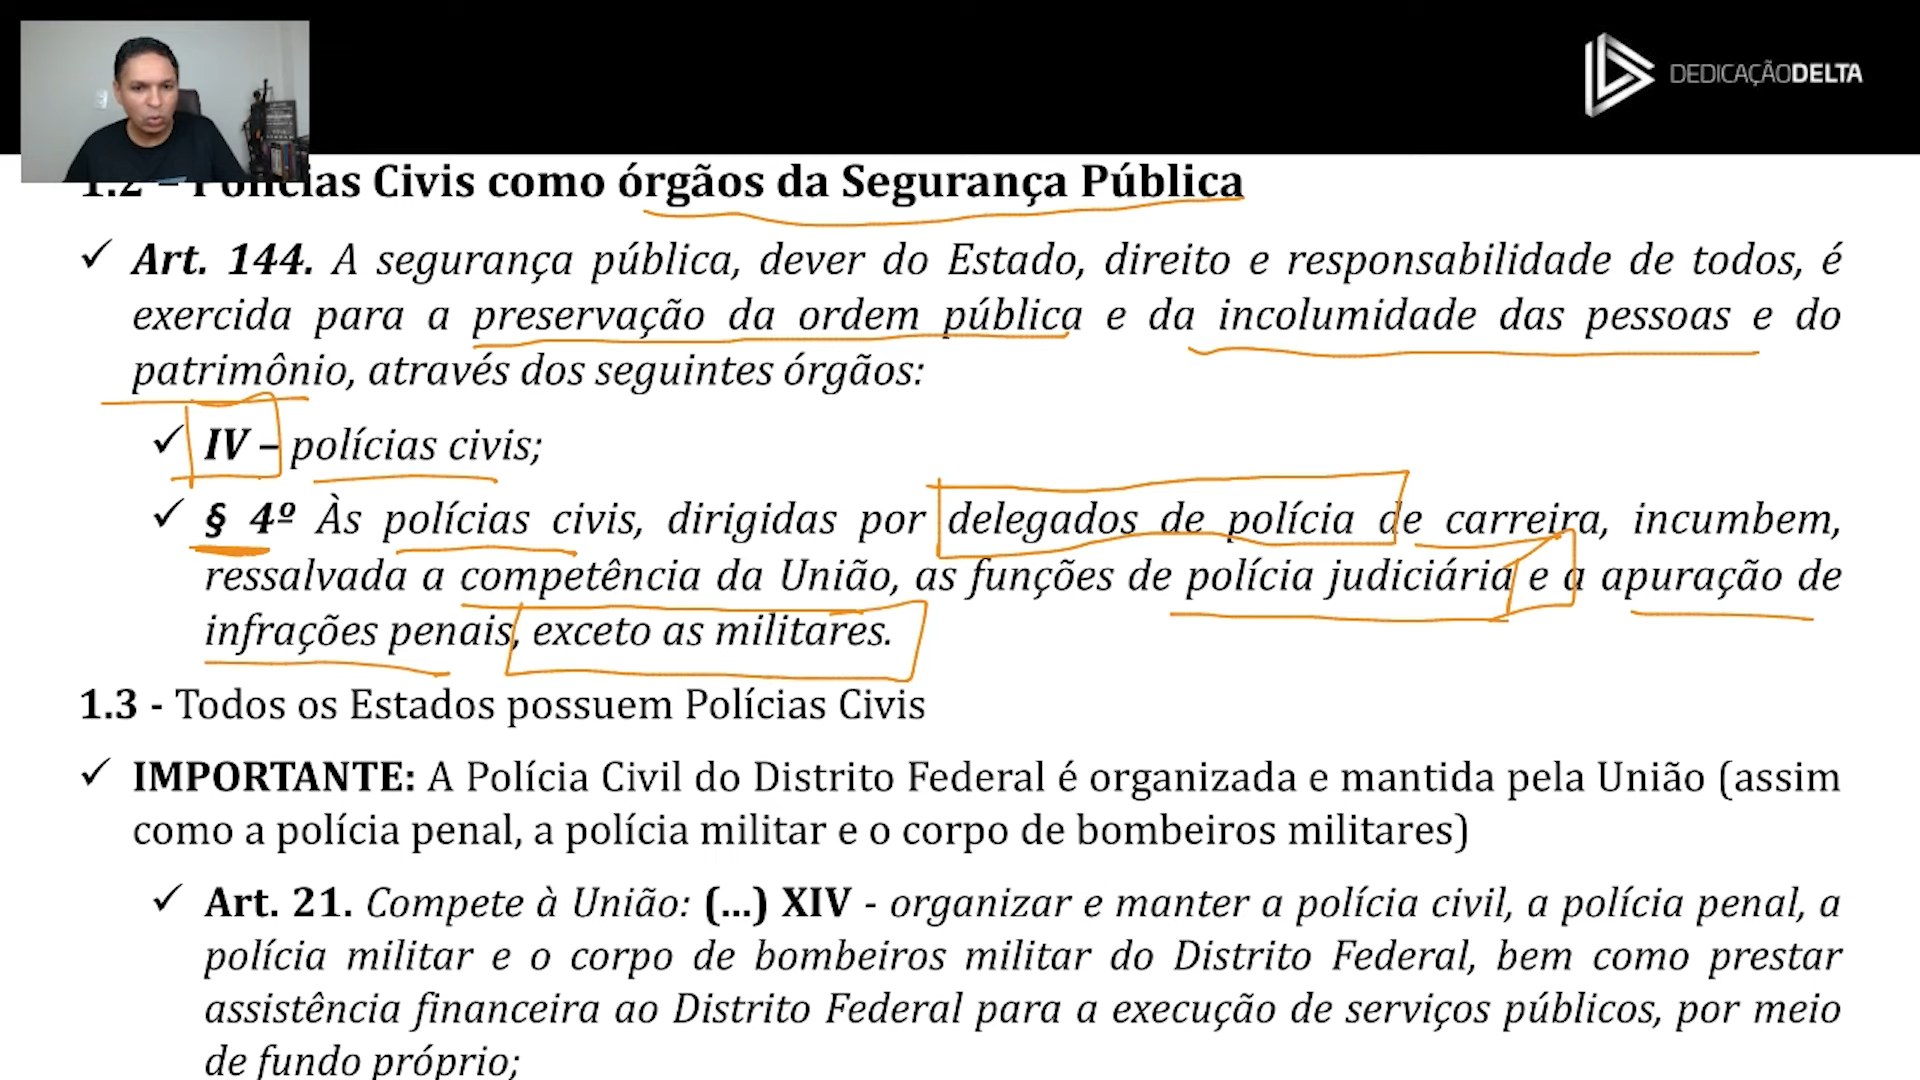 DEDICAÇÃODELTA
1.2 – Polícias Civis como órgãos da Segurança Pública
✓ Art. 144. A segurança pública, dever do Estado, direito e responsabilidade de todos, é
exercida para a preservação da ordem pública e da incolumidade das pessoas e do
patrimônio, através dos seguintes órgãos:
✓ IV – polícias civis;
✓ § 4º Às polícias civis, dirigidas por delegados de polícia de carreira, incumbem,
ressalvada a competência da União, as funções de polícia judiciária e a apuração de
infrações penais, exceto as militares.
1.3 - Todos os Estados possuem Polícias Civis
✓ IMPORTANTE: A Polícia Civil do Distrito Federal é organizada e mantida pela União (assim
como a polícia penal, a polícia militar e o corpo de bombeiros militares)
✓ Art. 21. Compete à União: (...) XIV - organizar e manter a polícia civil, a polícia penal, a
polícia militar e o corpo de bombeiros militar do Distrito Federal, bem como prestar
assistência financeira ao Distrito Federal para a execução de serviços públicos, por meio
de fundo próprio;